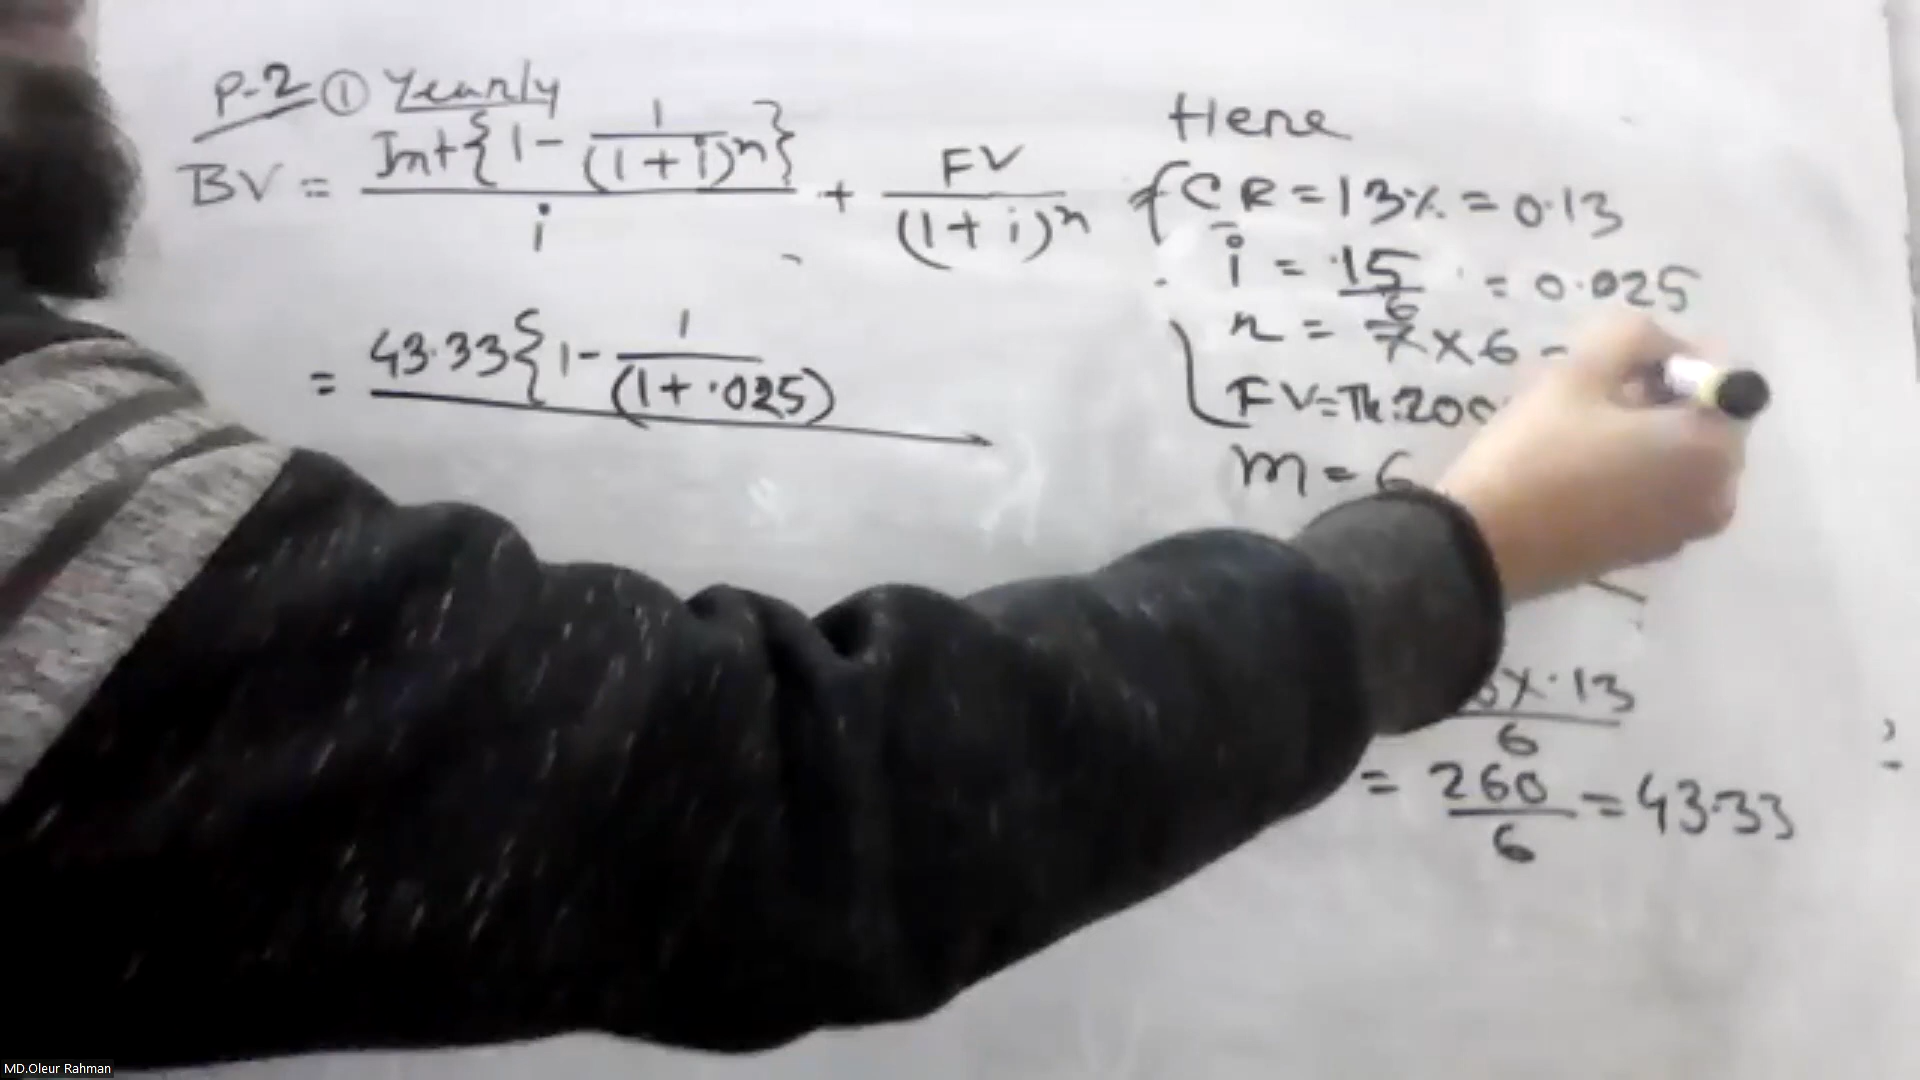 P-2 ① Yearly
BV = Int{1 - 1/(1+i)^n} / i + FV/(1+i)^n
= 43.33{1 - 1/(1+.025)
Here
CR = 13% = 0.13
i = .15/6 = 0.025
n = 7 x 6 =
FV = Tk.200
m = 6
x .13
6
= 260/6 = 43.33
MD.Oleur Rahman